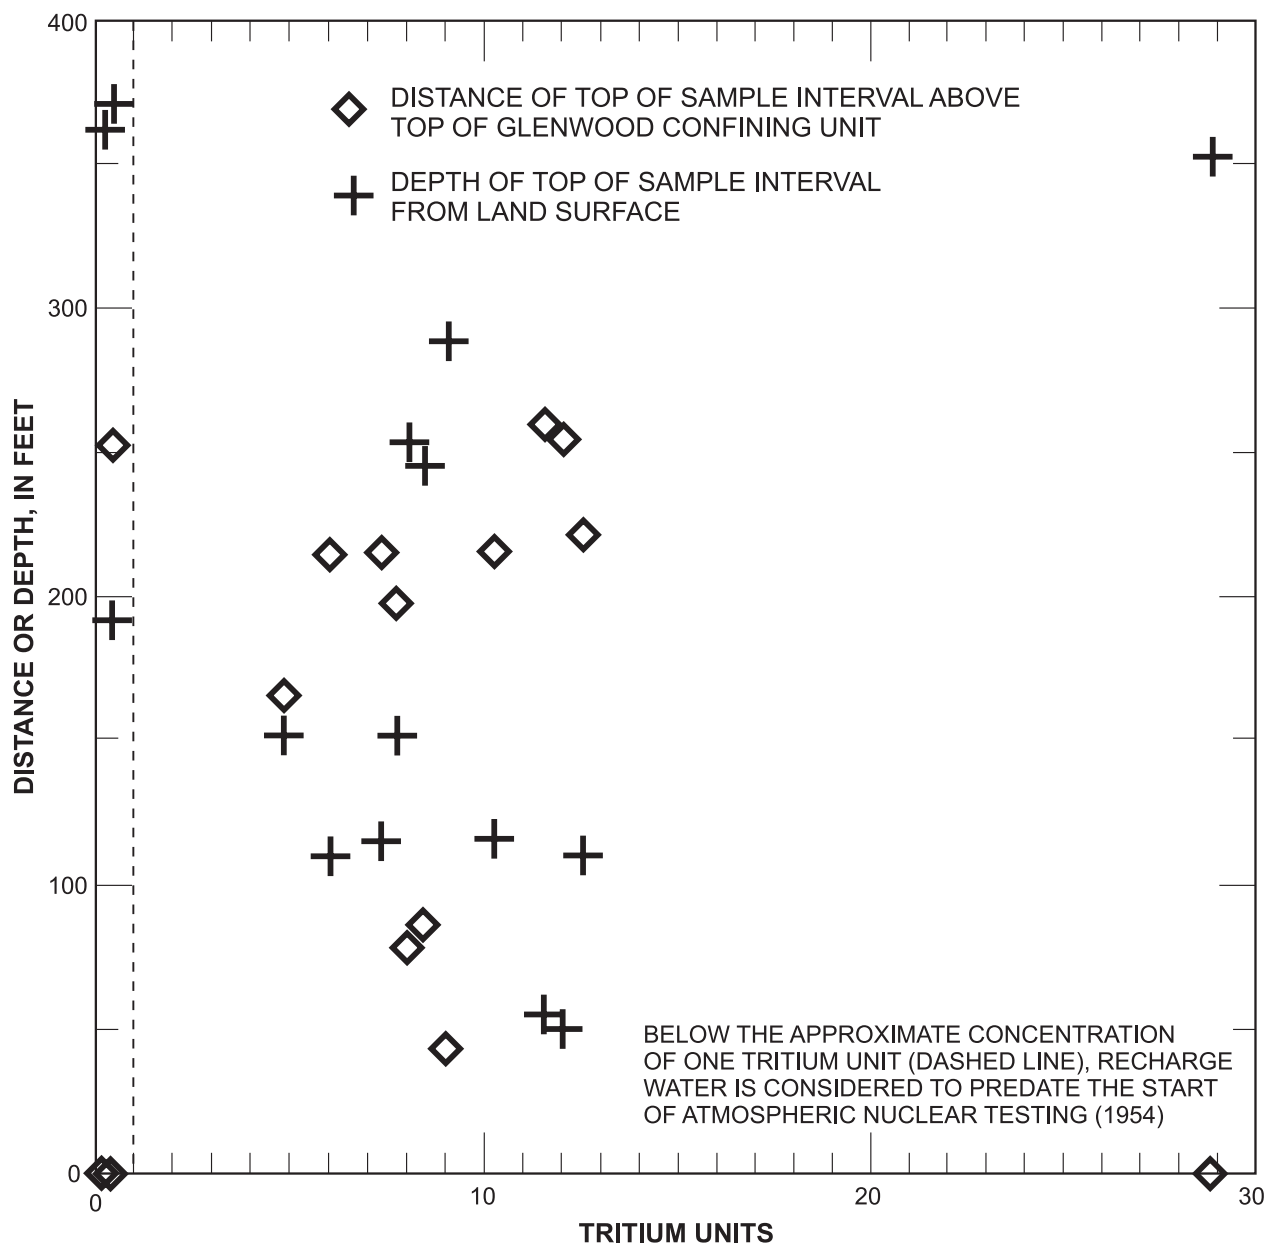 400
DISTANCE OF TOP OF SAMPLE INTERVAL ABOVE
TOP OF GLENWOOD CONFINING UNIT
DEPTH OF TOP OF SAMPLE INTERVAL
FROM LAND SURFACE
300
200
100
0
DISTANCE OR DEPTH, IN FEET
BELOW THE APPROXIMATE CONCENTRATION
OF ONE TRITIUM UNIT (DASHED LINE), RECHARGE
WATER IS CONSIDERED TO PREDATE THE START
OF ATMOSPHERIC NUCLEAR TESTING (1954)
0 10 20 30
TRITIUM UNITS